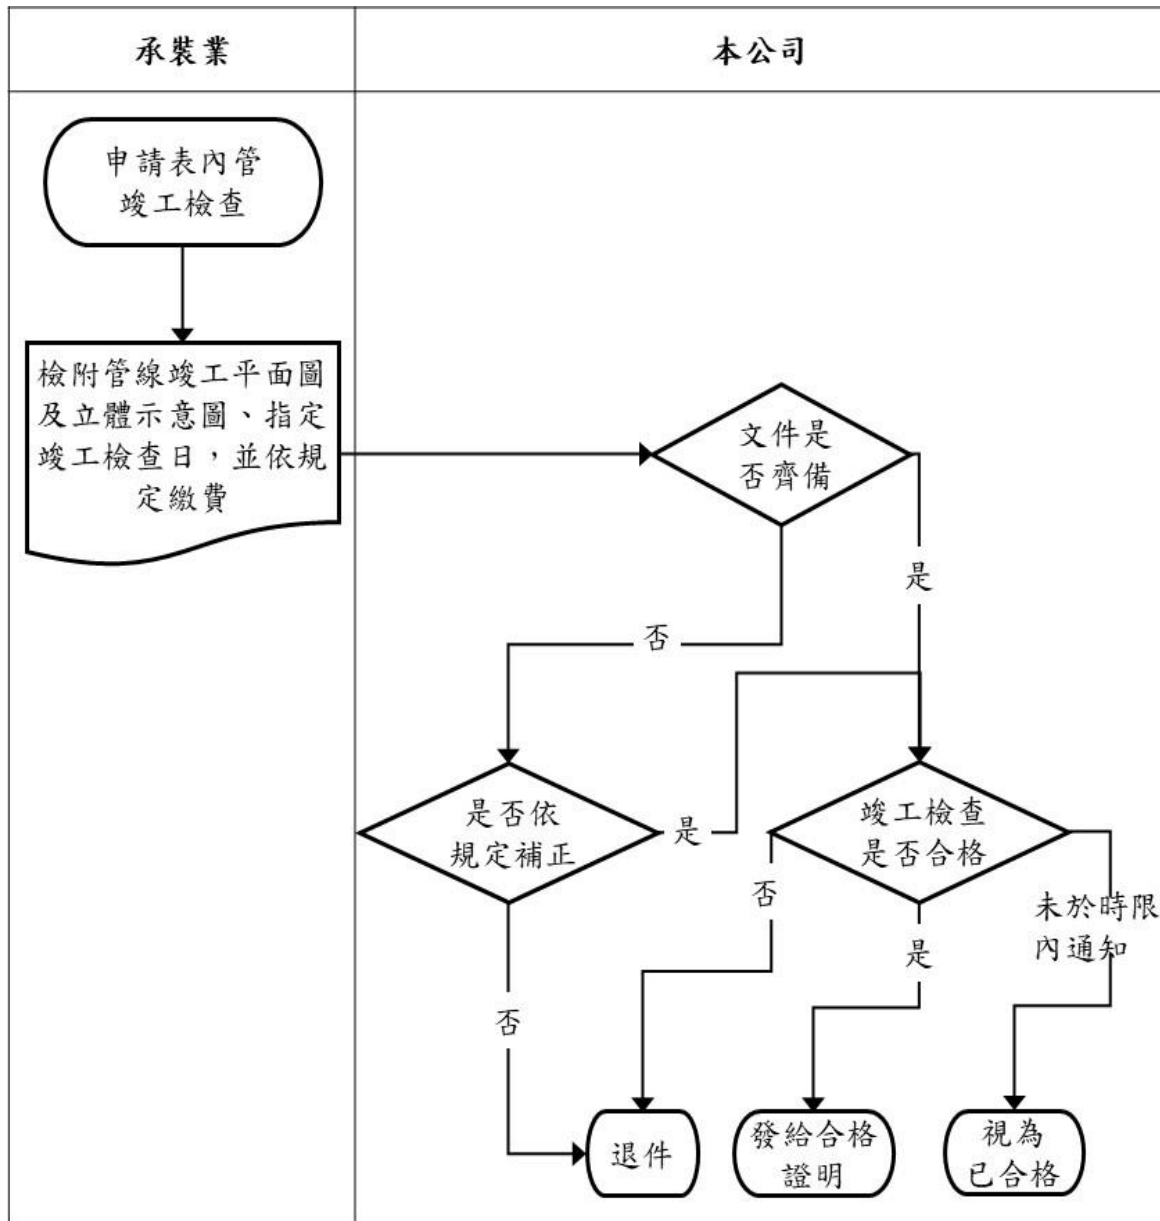 承裝業
本公司
申請表內管
竣工檢查
檢附管線竣工平面圖
及立體示意圖、指定
竣工檢查日，並依規
定繳費
文件是
否齊備
是
否
是否依
規定補正
是
竣工檢查
是否合格
否
是
未於時限
內通知
否
退件
發給合格
證明
視為
已合格